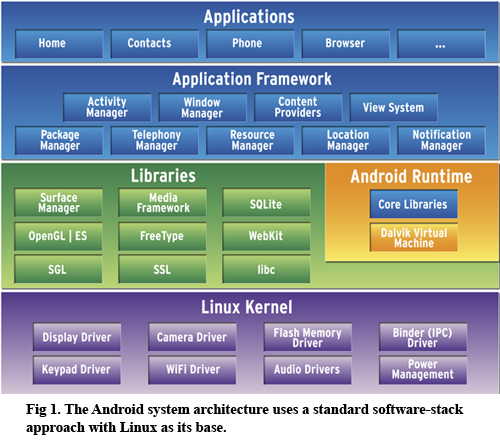 Applications
Home
Contacts
Phone
Browser
...
Application Framework
Activity
Manager
Window
Manager
Content
Providers
View System
Package
Manager
Telephony
Manager
Resource
Manager
Location
Manager
Notification
Manager
Libraries
Surface
Manager
Media
Framework
SQLite
OpenGL | ES
FreeType
WebKit
SGL
SSL
libc
Android Runtime
Core Libraries
Dalvik Virtual
Machine
Linux Kernel
Display Driver
Camera Driver
Flash Memory
Driver
Binder (IPC)
Driver
Keypad Driver
WiFi Driver
Audio Drivers
Power
Management
Fig 1. The Android system architecture uses a standard software-stack
approach with Linux as its base.